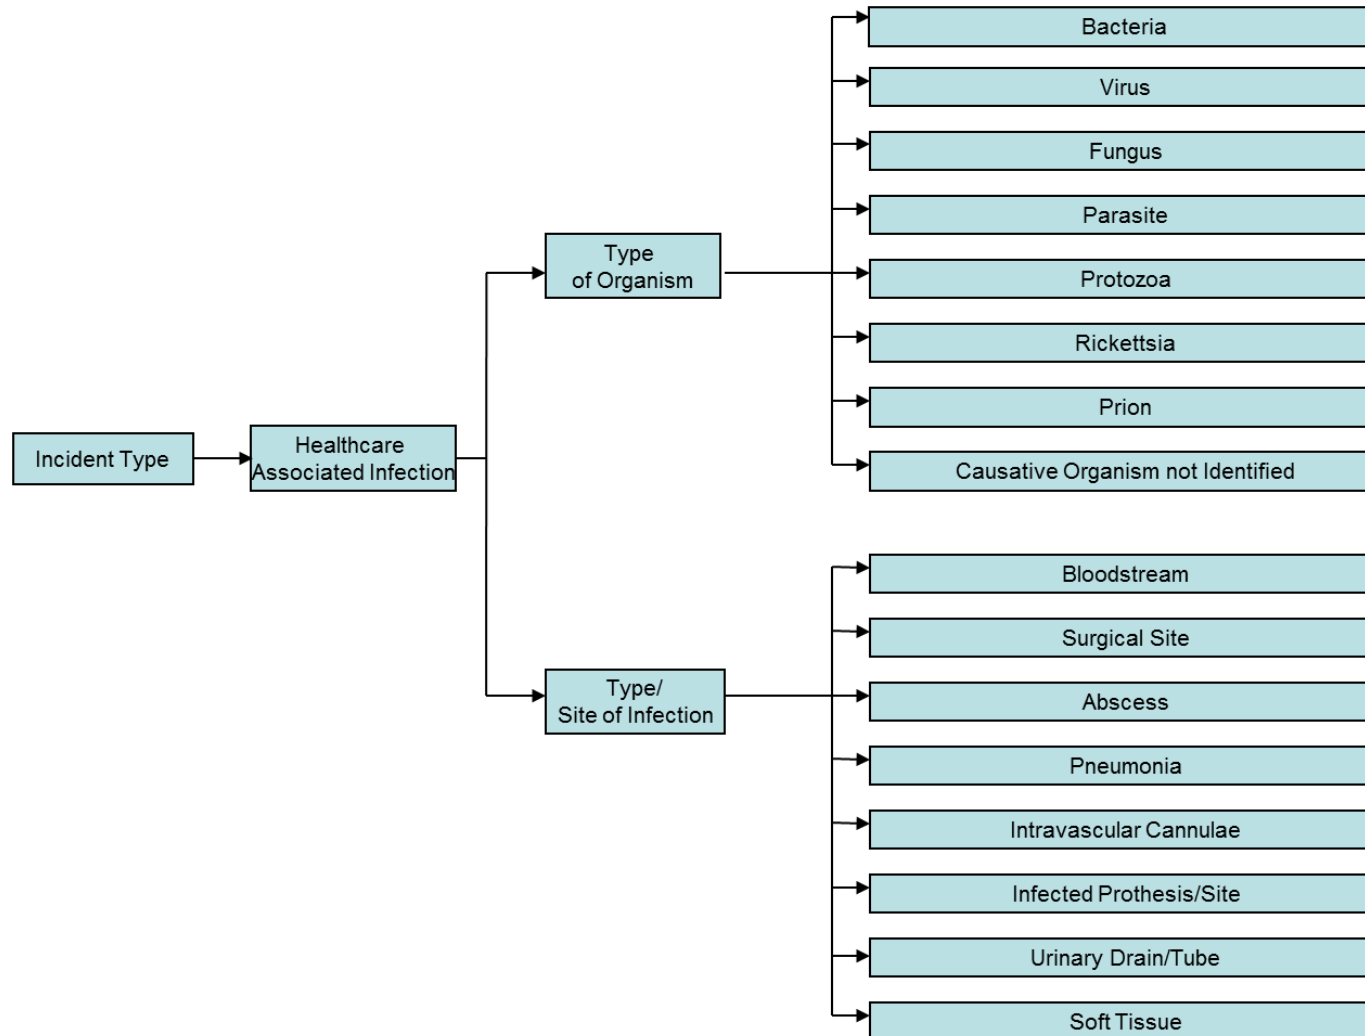 Incident Type
Healthcare
Associated Infection
Type
of Organism
Bacteria
Virus
Fungus
Parasite
Protozoa
Rickettsia
Prion
Causative Organism not Identified
Type/
Site of Infection
Bloodstream
Surgical Site
Abscess
Pneumonia
Intravascular Cannulae
Infected Prothesis/Site
Urinary Drain/Tube
Soft Tissue